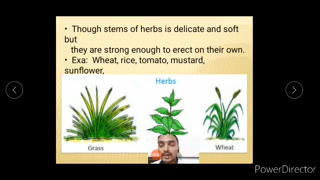 • Though stems of herbs is delicate and soft
but
they are strong enough to erect on their own.
• Exa: Wheat, rice, tomato, mustard,
sunflower,
Herbs
Grass
Wheat
PowerDirector